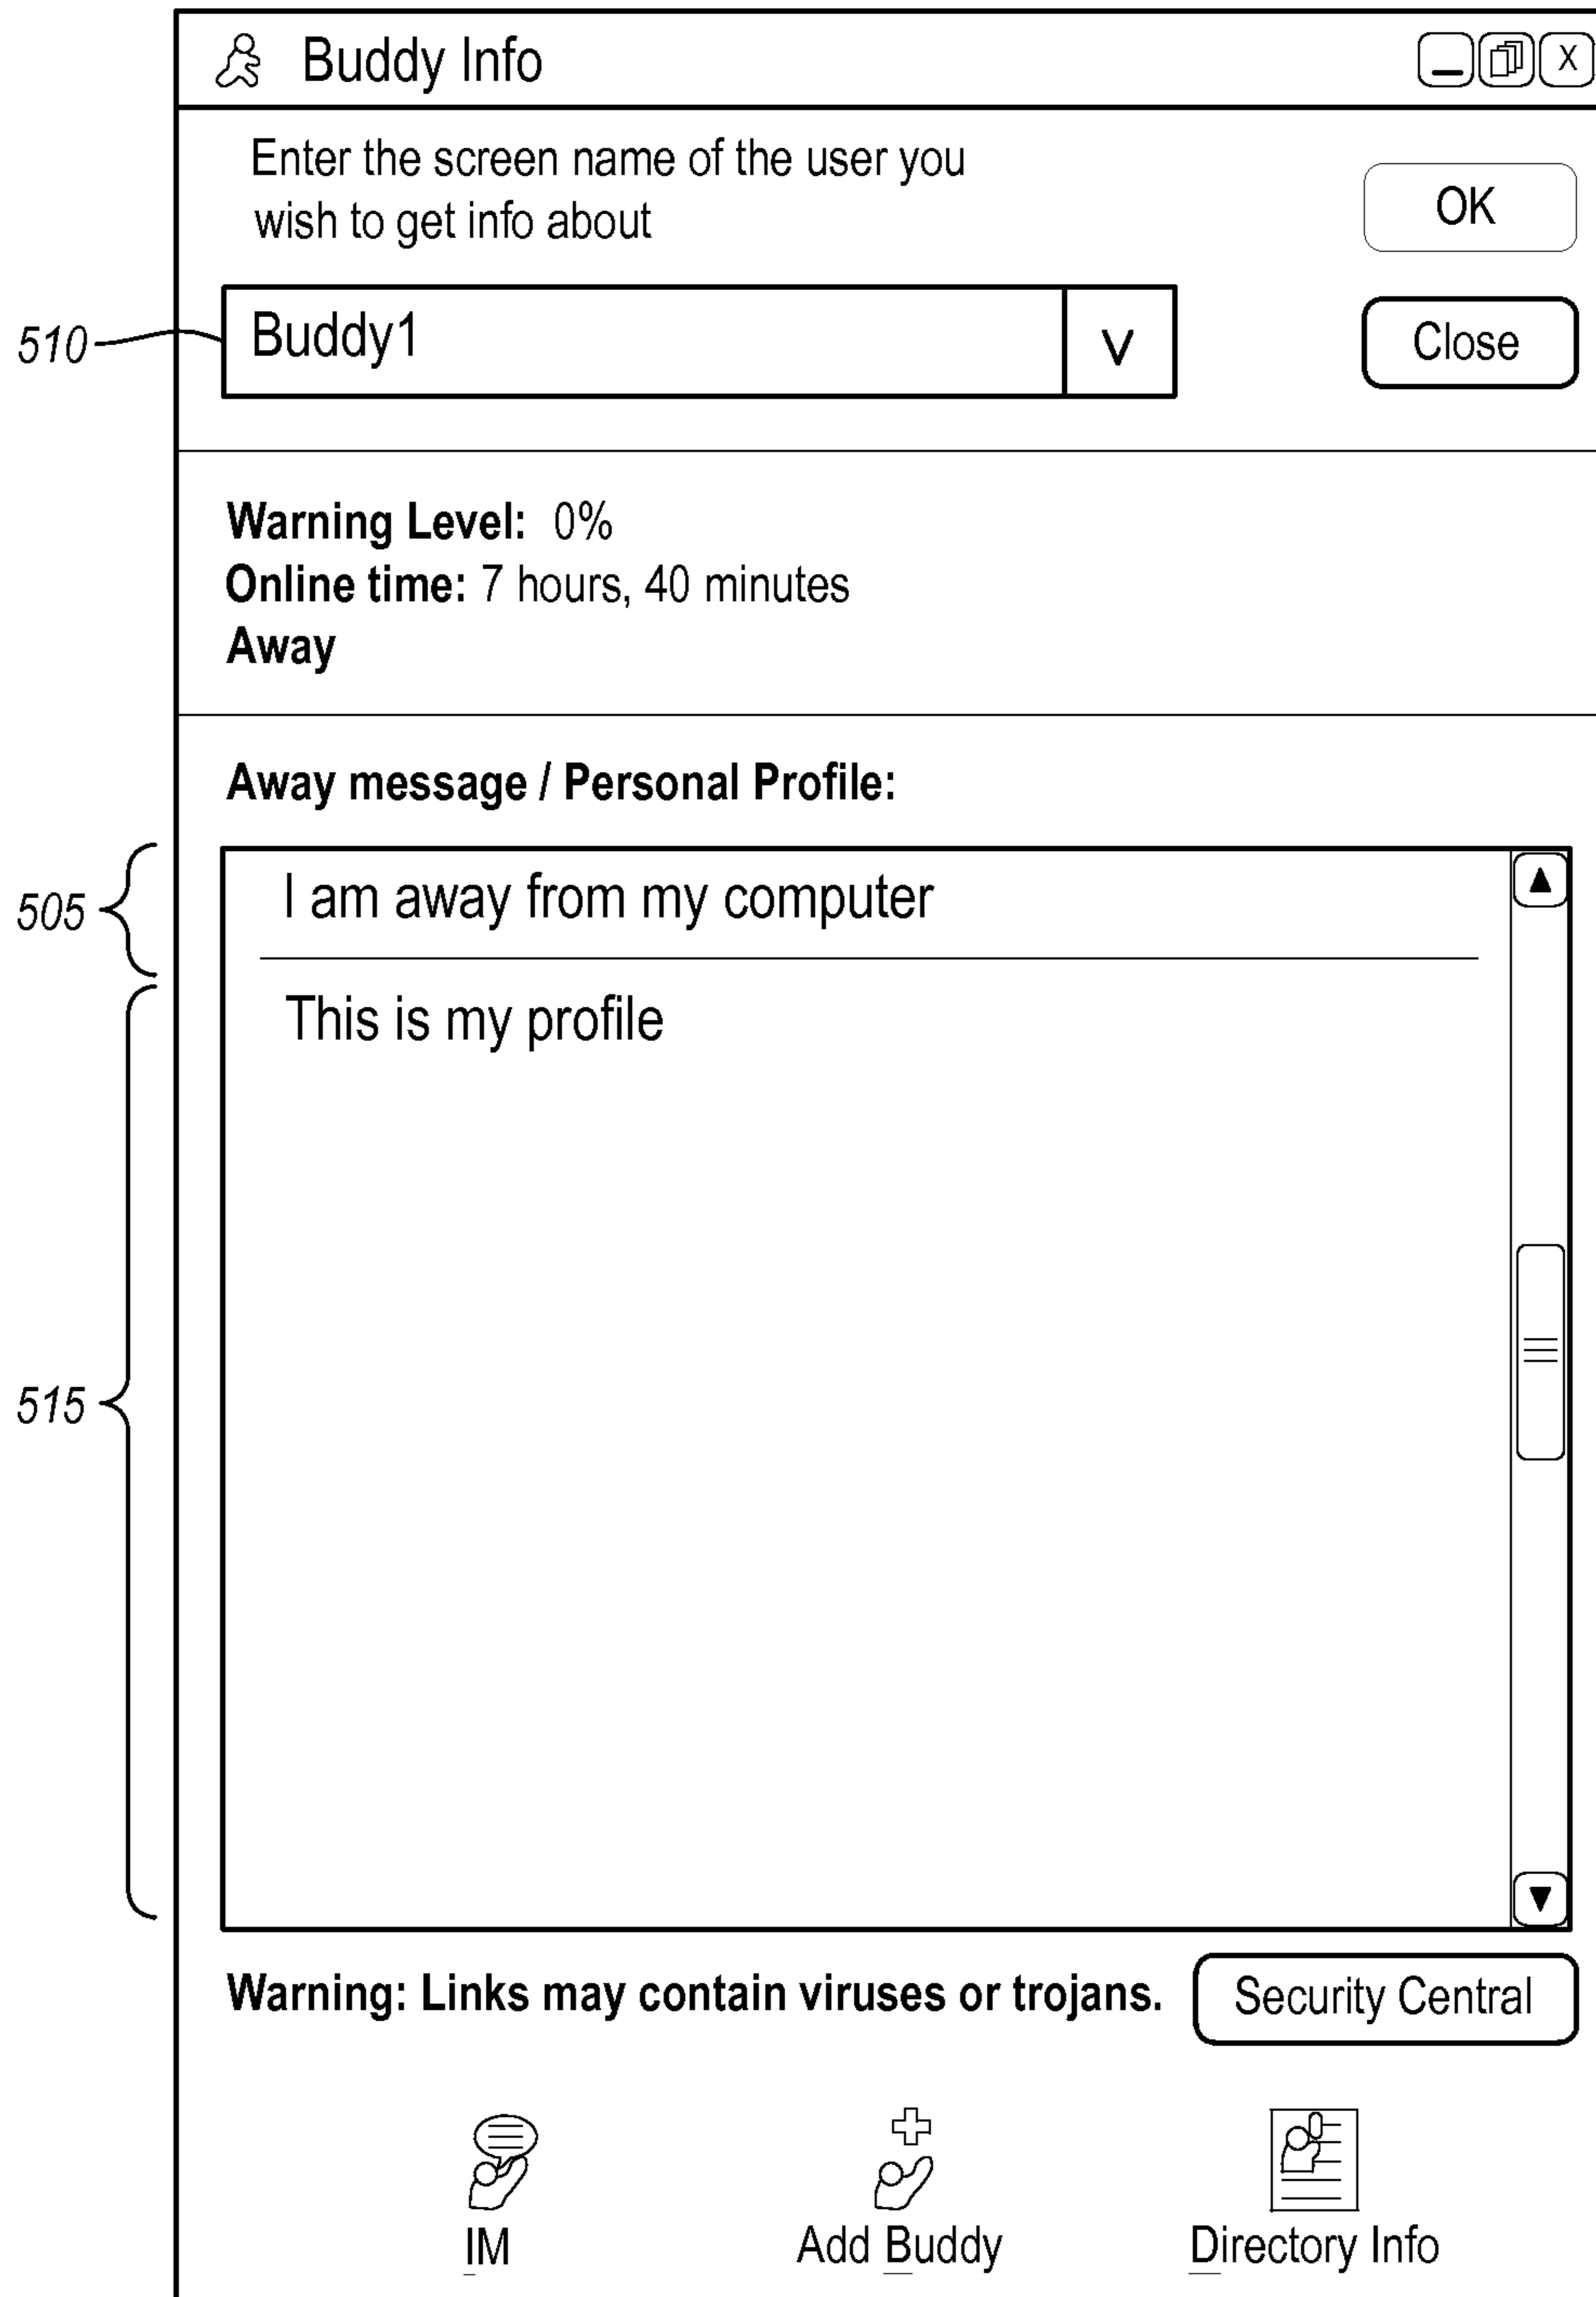 Buddy Info
X
Enter the screen name of the user you
wish to get info about
OK
510
Buddy1
V
Close
Warning Level: 0%
Online time: 7 hours, 40 minutes
Away
Away message / Personal Profile:
505
I am away from my computer
This is my profile
515
Warning: Links may contain viruses or trojans.
Security Central
IM
Add Buddy
Directory Info